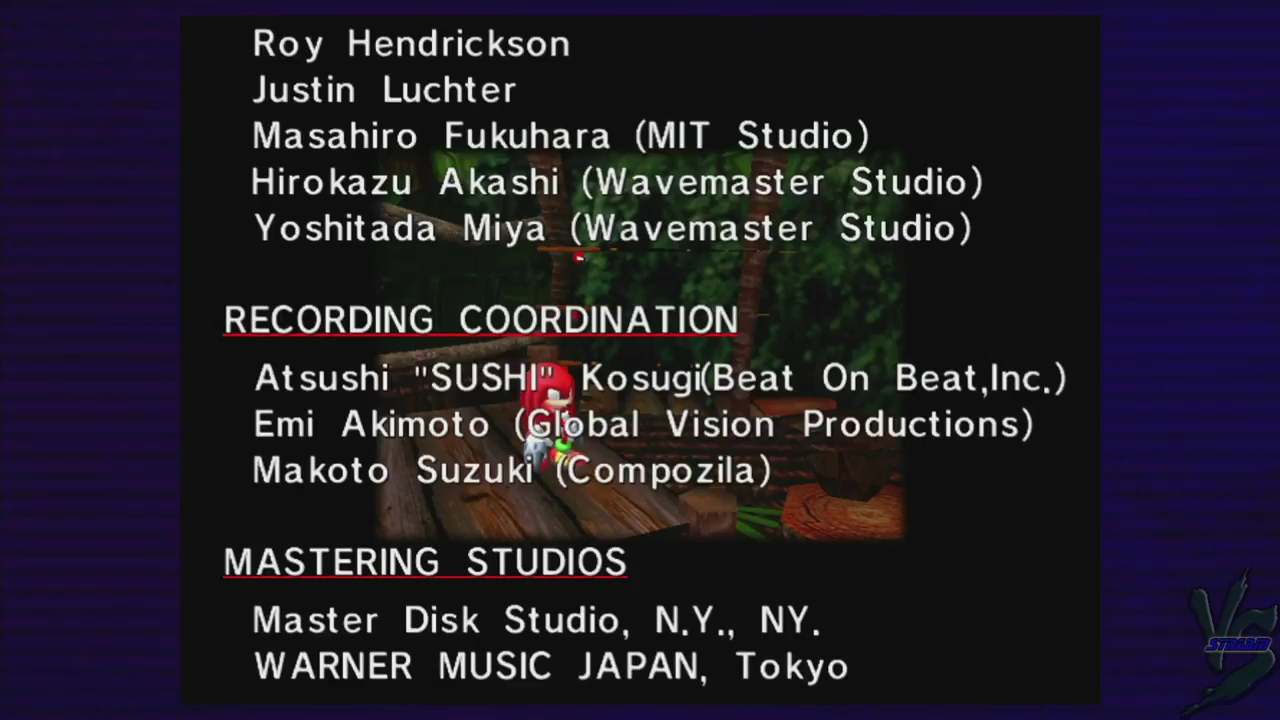 Roy Hendrickson
Justin Luchter
Masahiro Fukuhara (MIT Studio)
Hirokazu Akashi (Wavemaster Studio)
Yoshitada Miya (Wavemaster Studio)
RECORDING COORDINATION
Atsushi "SUSHI" Kosugi(Beat On Beat,Inc.)
Emi Akimoto (Global Vision Productions)
Makoto Suzuki (Compozila)
MASTERING STUDIOS
Master Disk Studio, N.Y., NY.
WARNER MUSIC JAPAN, Tokyo
VS
STREAM